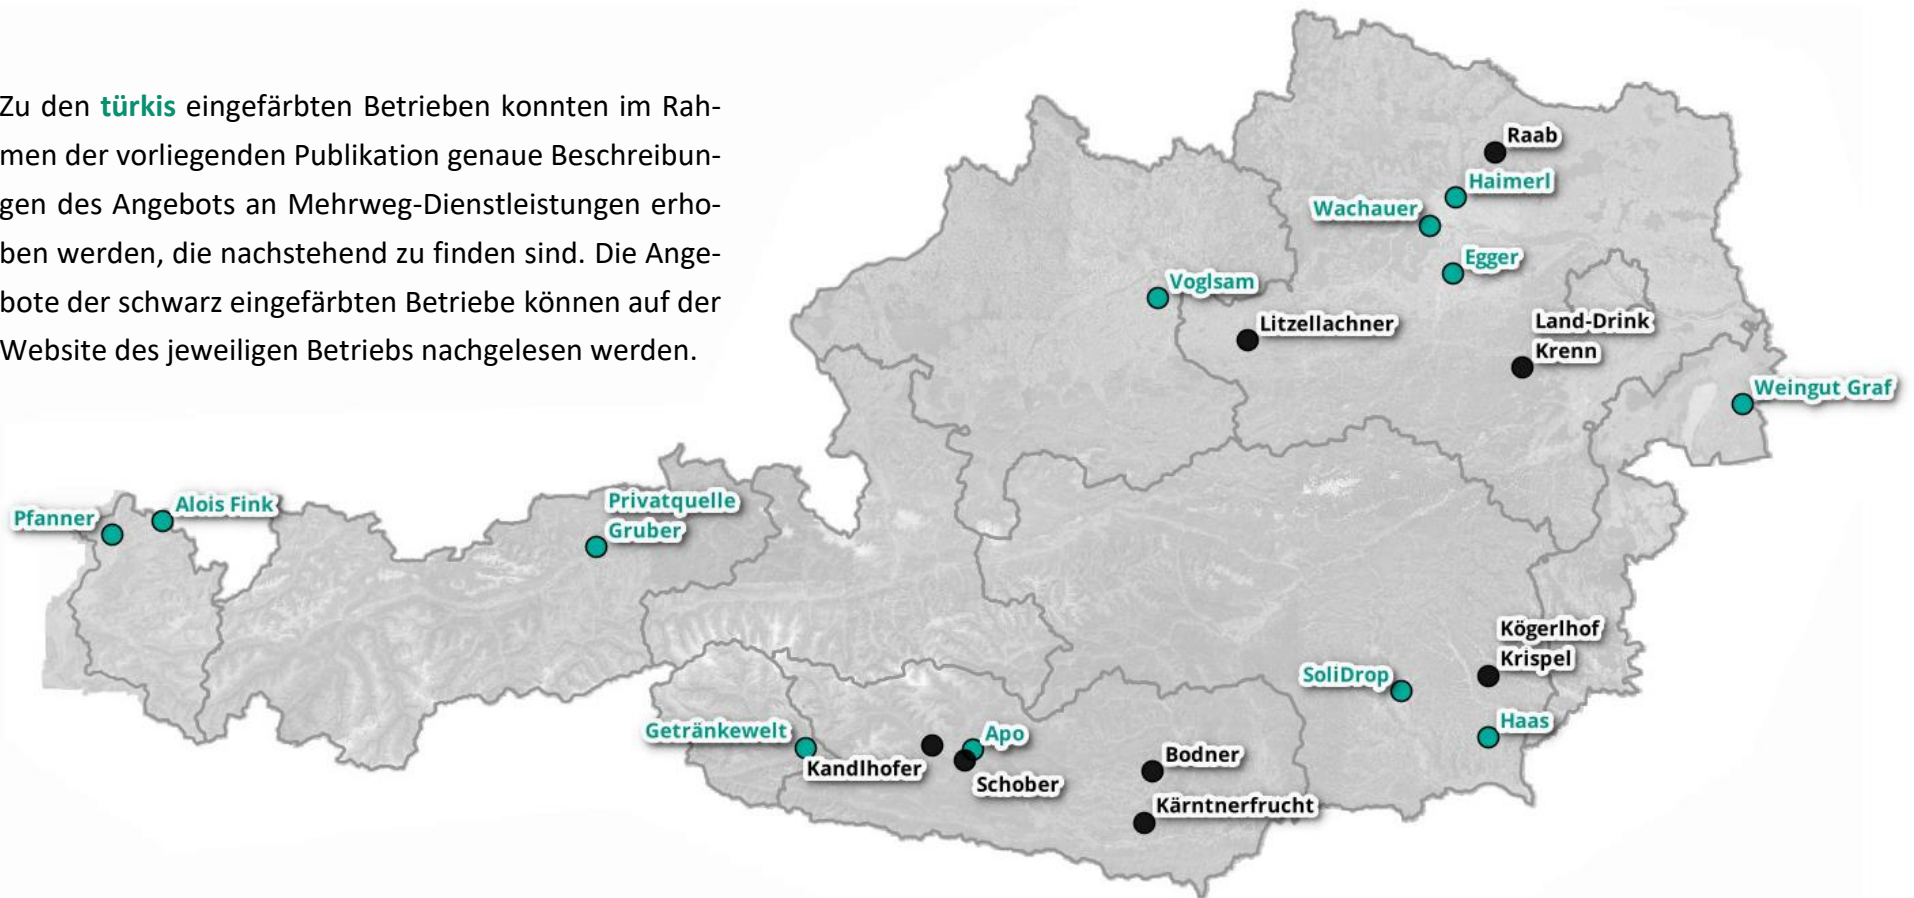 Zu den türkis eingefärbten Betrieben konnten im Rah-
men der vorliegenden Publikation genaue Beschreibun-
gen des Angebots an Mehrweg-Dienstleistungen erho-
ben werden, die nachstehend zu finden sind. Die Ange-
bote der schwarz eingefärbten Betriebe können auf der
Website des jeweiligen Betriebs nachgelesen werden.
Raab
Haimerl
Wachauer
Egger
Voglsam
Litzellachner
Land-Drink
Krenn
Weingut Graf
Pfanner
Alois Fink
Privatquelle
Gruber
Kögerlhof
Krispel
SoliDrop
Haas
Getränkewelt
Kandlhofer
Apo
Schober
Bodner
Kärntnerfrucht